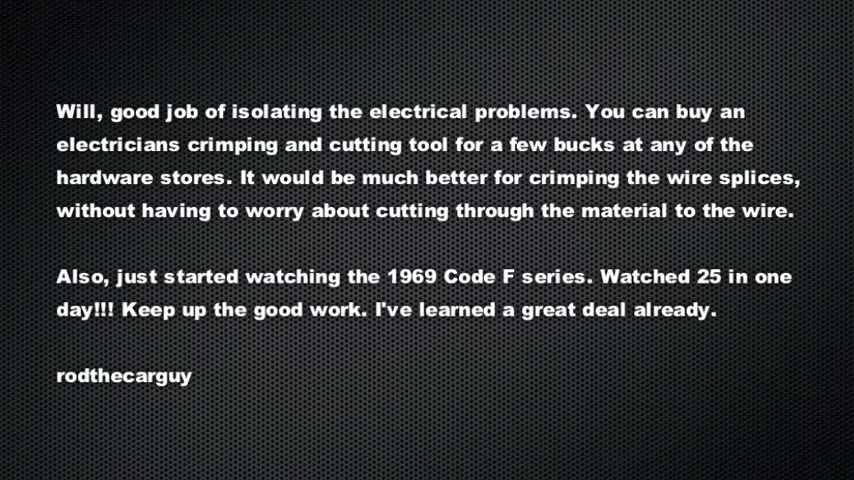 Will, good job of isolating the electrical problems. You can buy an
electricians crimping and cutting tool for a few bucks at any of the
hardware stores. It would be much better for crimping the wire splices,
without having to worry about cutting through the material to the wire.
Also, just started watching the 1969 Code F series. Watched 25 in one
day!!! Keep up the good work. I've learned a great deal already.
rodthecarguy